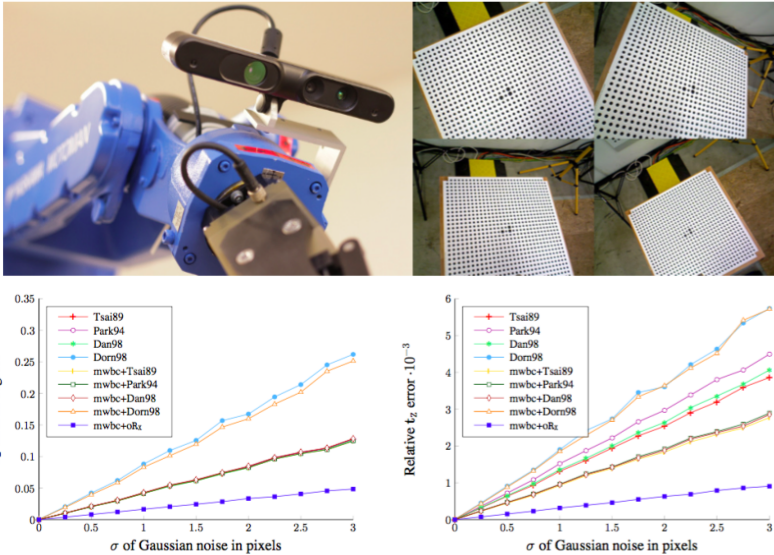 MOTOMAN
0.35
0.3
0.25
0.2
0.15
0.1
0.05
0
Tsai89
Park94
Dan98
Dorn98
mwbc+Tsai89
mwbc+Park94
mwbc+Dan98
mwbc+Dorn98
mwbc+oRx
0 0.5 1 1.5 2 2.5 3
σ of Gaussian noise in pixels
Relative tz error ·10−3
6
5
4
3
2
1
0
Tsai89
Park94
Dan98
Dorn98
mwbc+Tsai89
mwbc+Park94
mwbc+Dan98
mwbc+Dorn98
mwbc+oRx
0 0.5 1 1.5 2 2.5 3
σ of Gaussian noise in pixels